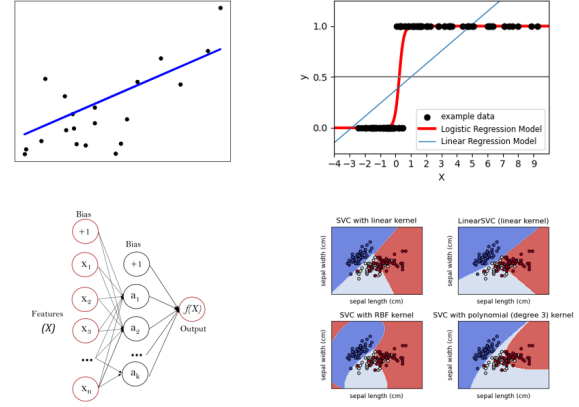 1.0
y
0.5
0.0
example data
Logistic Regression Model
Linear Regression Model
−4 −3 −2 −1 0 1 2 3 4 5 6 7 8 9
X
Bias
+1
Bias
+1
x1
a1
Features
(X)
x2
a2
f(X)
Output
x3
...
...
xn
ak
SVC with linear kernel
LinearSVC (linear kernel)
sepal width (cm)
sepal width (cm)
sepal length (cm)
sepal length (cm)
SVC with RBF kernel
SVC with polynomial (degree 3) kernel
sepal width (cm)
sepal width (cm)
sepal length (cm)
sepal length (cm)